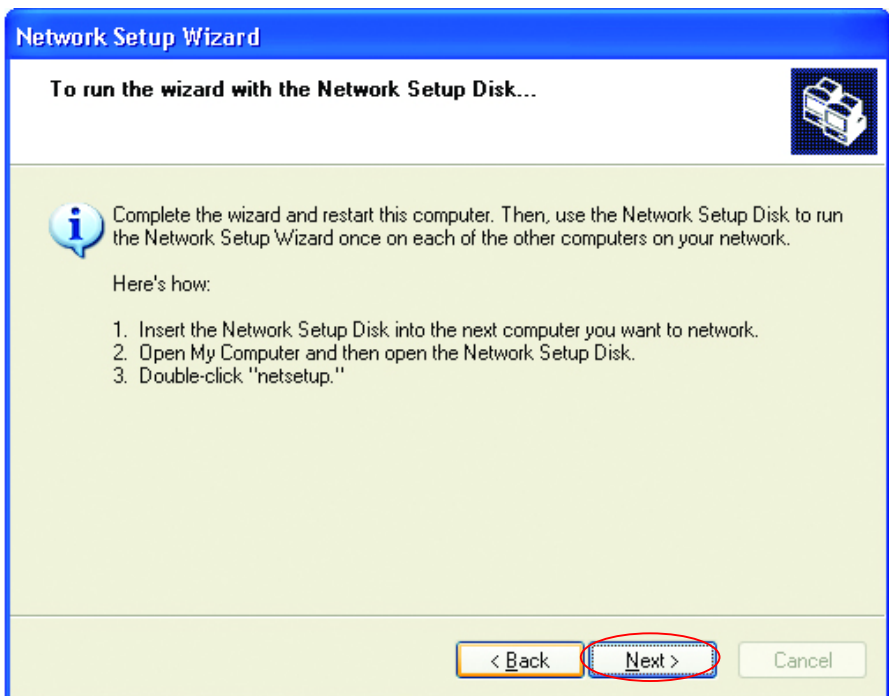 Network Setup Wizard
To run the wizard with the Network Setup Disk...
Complete the wizard and restart this computer. Then, use the Network Setup Disk to run
the Network Setup Wizard once on each of the other computers on your network.
Here's how:
1. Insert the Network Setup Disk into the next computer you want to network.
2. Open My Computer and then open the Network Setup Disk.
3. Double-click "netsetup."
< Back
Next >
Cancel